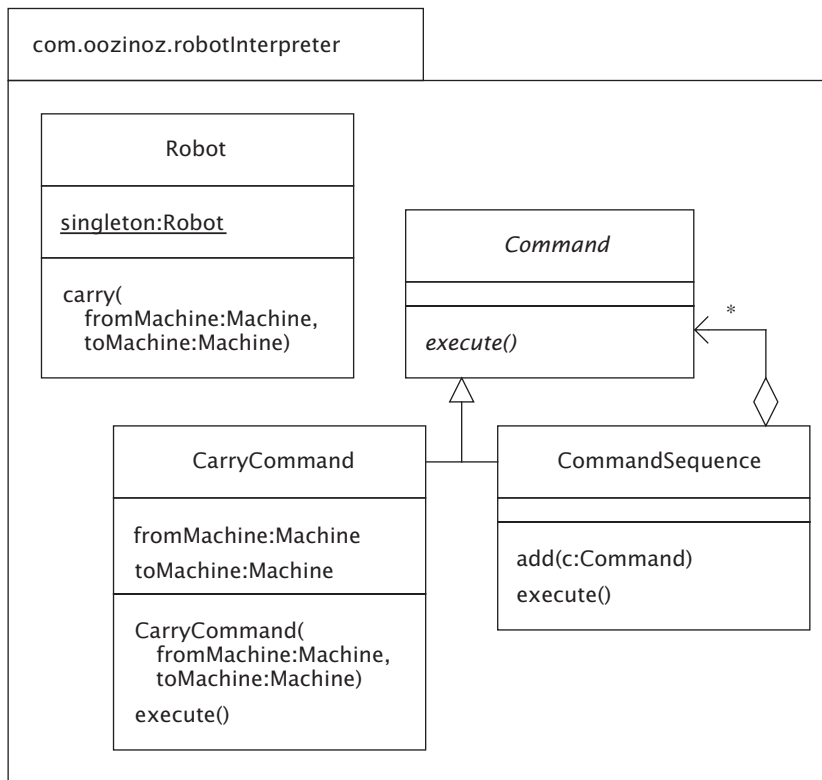 com.oozinoz.robotInterpreter
Robot
singleton:Robot
carry(
fromMachine:Machine,
toMachine:Machine)
Command
execute()
*
CarryCommand
fromMachine:Machine
toMachine:Machine
CarryCommand(
fromMachine:Machine,
toMachine:Machine)
execute()
CommandSequence
add(c:Command)
execute()